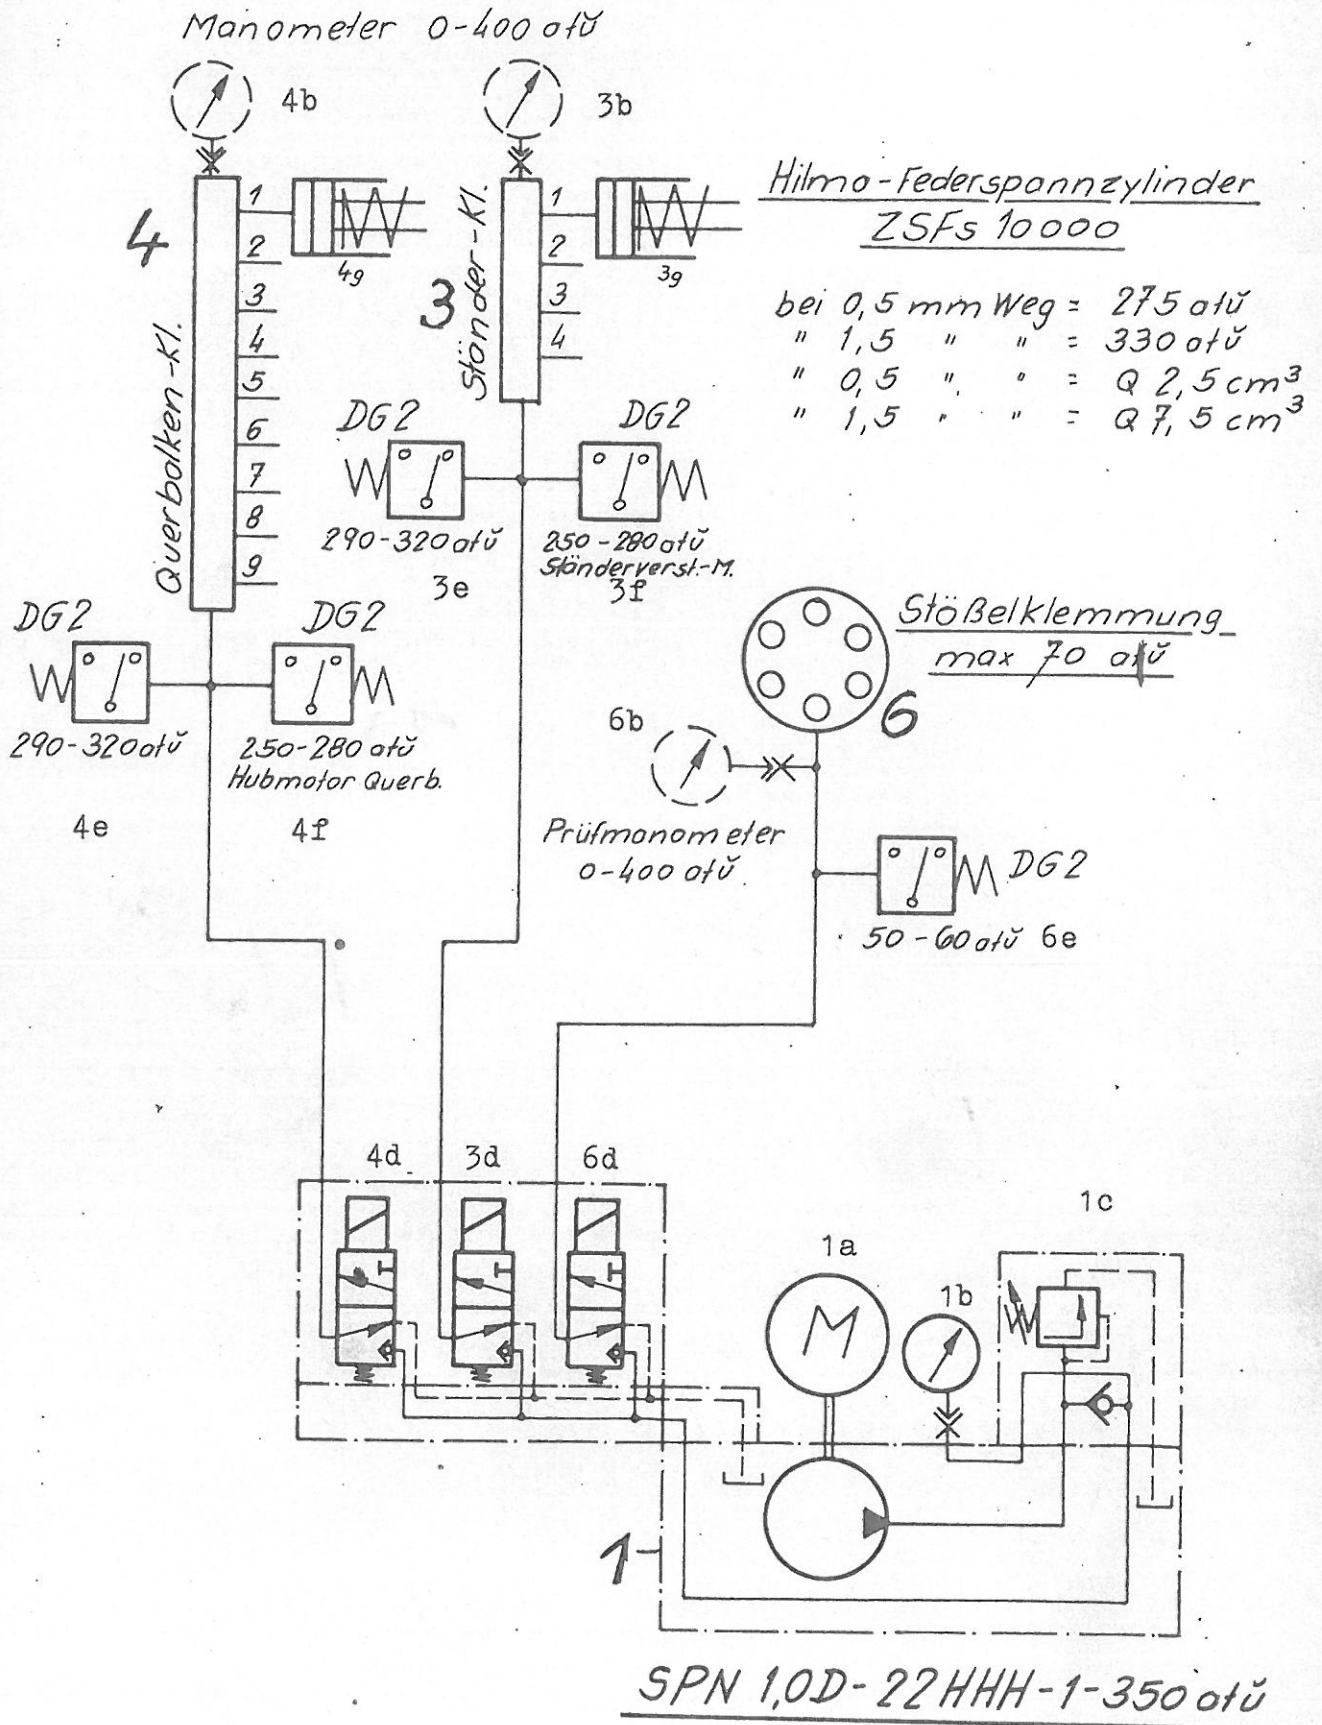 Manometer 0-400 atü
4b
3b
Hilma-Federspannzylinder
ZSFs 10000
bei 0,5 mm Weg = 275 atü
" 1,5 " " = 330 atü
" 0,5 " " = Q 2,5 cm³
" 1,5 " " = Q 7,5 cm³
4
Querbalken-Kl.
1
2
3
4
5
6
7
8
9
4g
3
Ständer-Kl.
1
2
3
4
3g
DG2
DG2
290-320 atü
250-280 atü
Ständerverst.-M.
3e
3f
DG2
DG2
290-320 atü
250-280 atü
Hubmotor Querb.
4e
4f
Stößelklemmung
max 70 atü
6
6b
Prüfmanometer
0-400 atü
DG2
50-60 atü 6e
4d
3d
6d
1a
1b
1c
M
1
SPN 1,0D-22HHH-1-350 atü